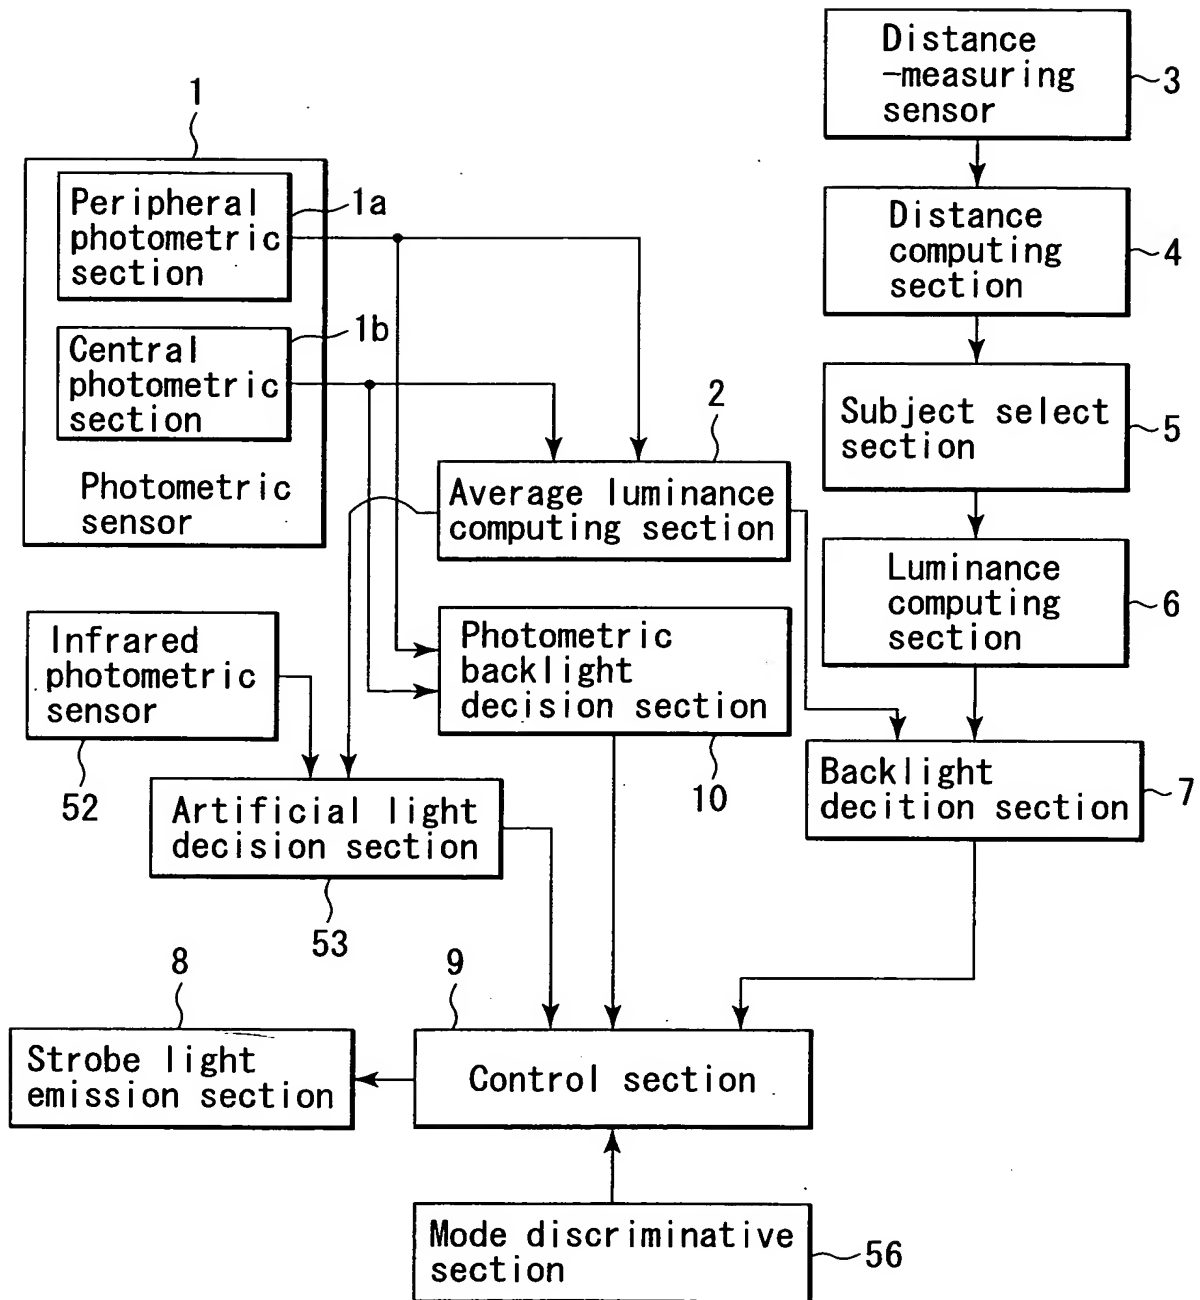 Distance
-measuring
sensor
3
1
Peripheral
photometric
section
1a
Distance
computing
section
4
Central
photometric
section
1b
Photometric
sensor
2
Subject select
section
5
Average luminance
computing section
Luminance
computing
section
6
Infrared
photometric
sensor
52
Photometric
backlight
decision section
10
Backlight
decition section
7
Artificial light
decision section
53
8
9
Strobe light
emission section
Control section
Mode discriminative
section
56